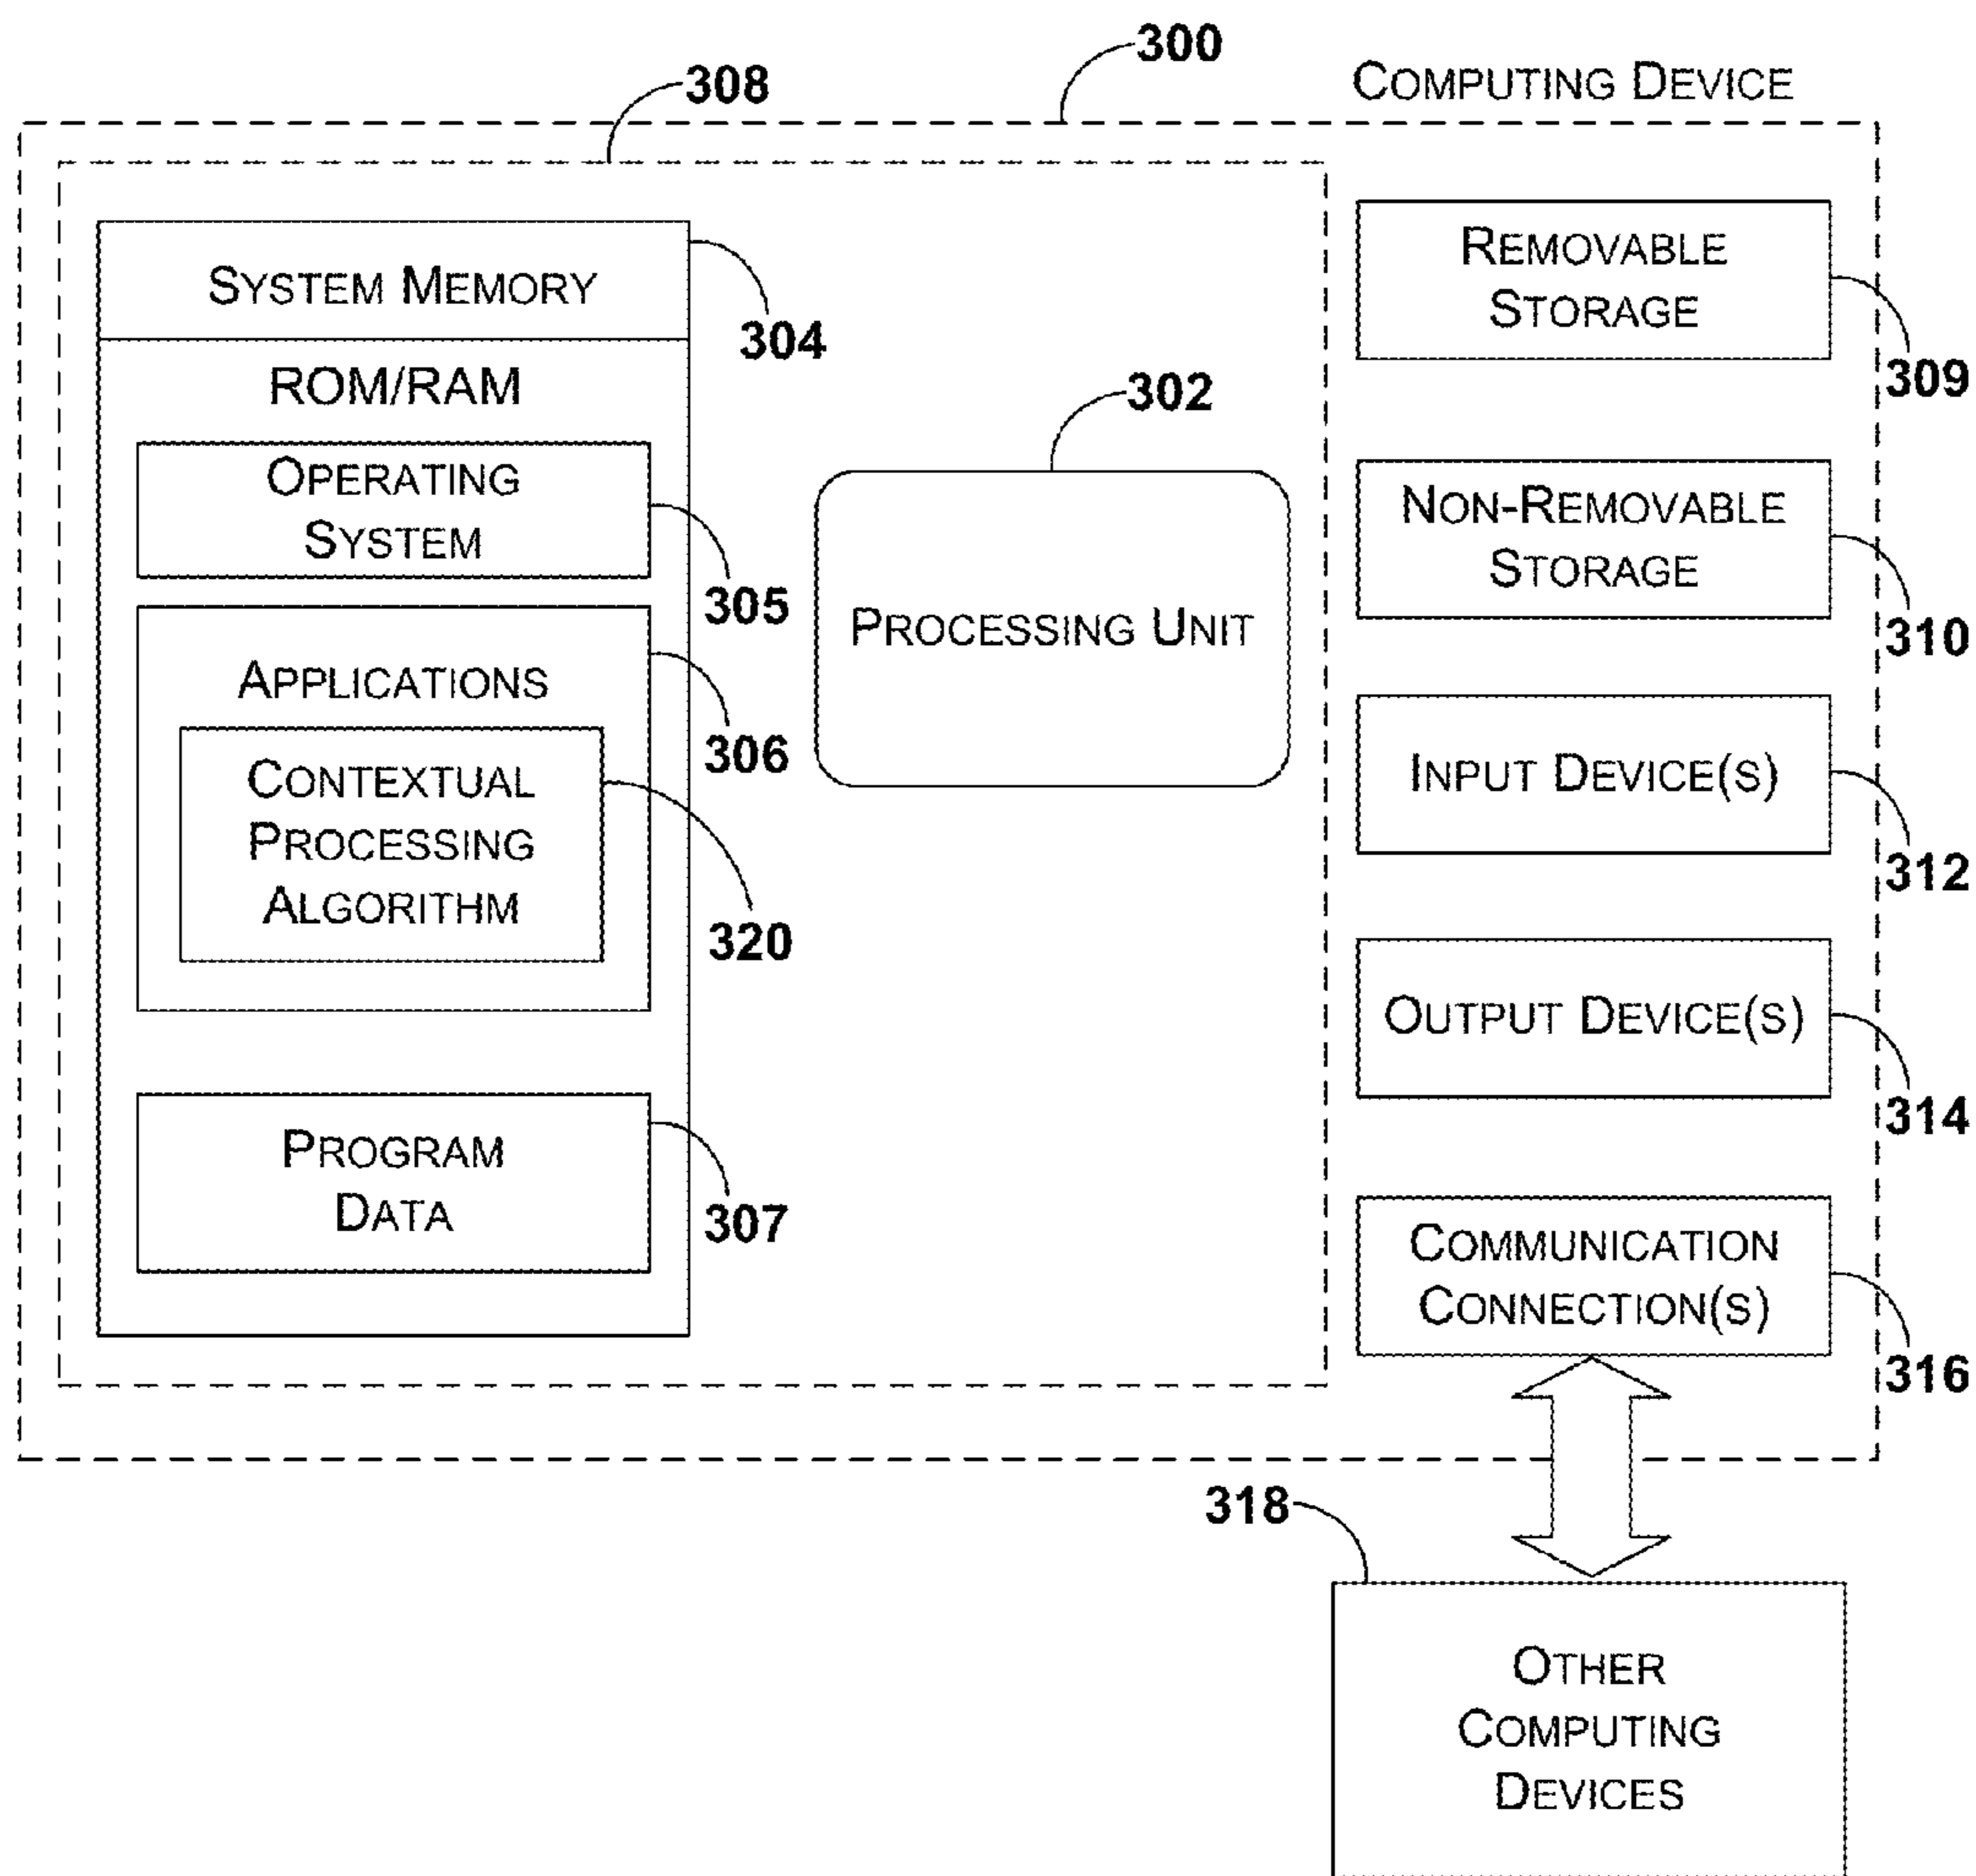 300
COMPUTING DEVICE
308
SYSTEM MEMORY
304
ROM/RAM
OPERATING
SYSTEM
305
APPLICATIONS
306
CONTEXTUAL
PROCESSING
ALGORITHM
320
PROGRAM
DATA
307
302
PROCESSING UNIT
REMOVABLE
STORAGE
309
NON-REMOVABLE
STORAGE
310
INPUT DEVICE(S)
312
OUTPUT DEVICE(S)
314
COMMUNICATION
CONNECTION(S)
316
318
OTHER
COMPUTING
DEVICES